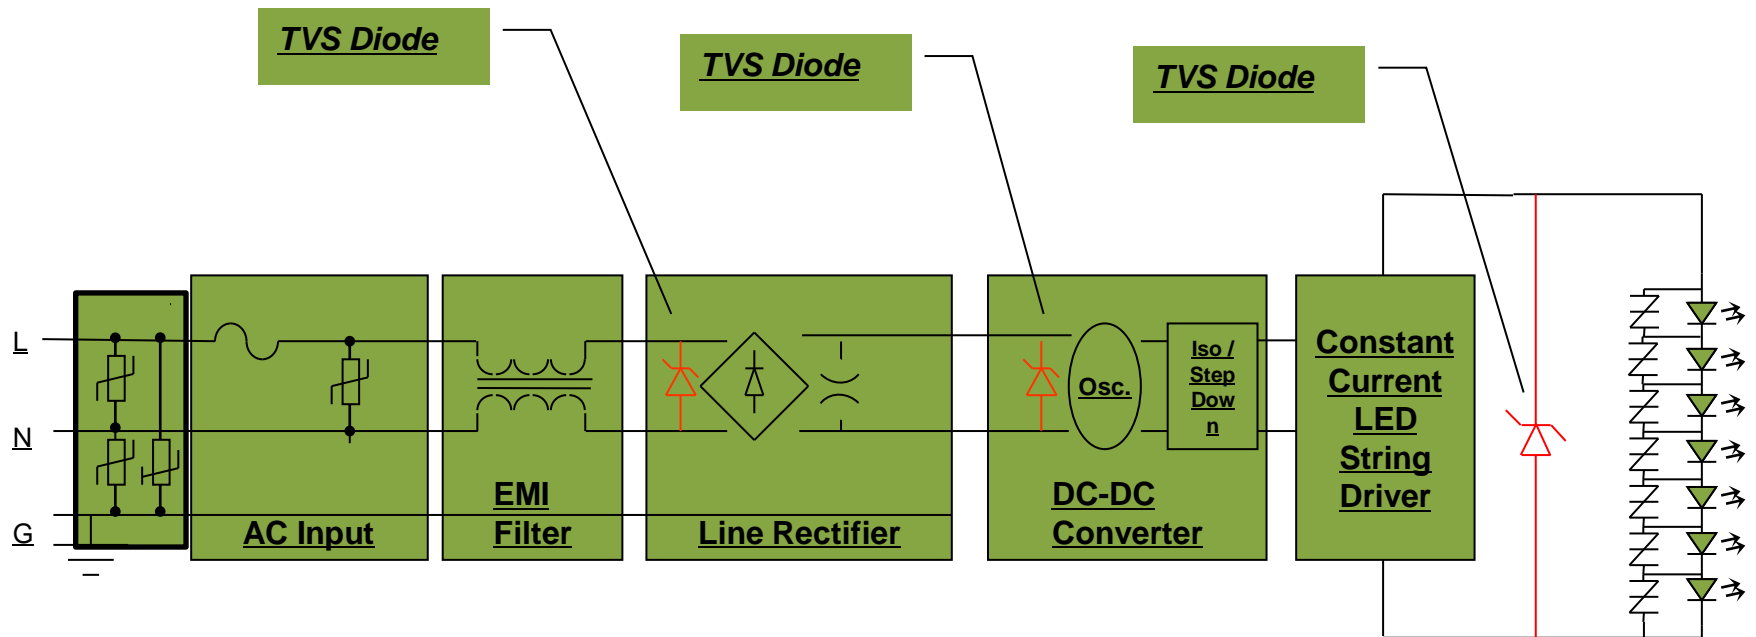 TVS Diode
TVS Diode
TVS Diode
L
N
G
AC Input
EMI
Filter
Line Rectifier
Osc.
Iso /
Step
Dow
n
DC-DC
Converter
Constant
Current
LED
String
Driver